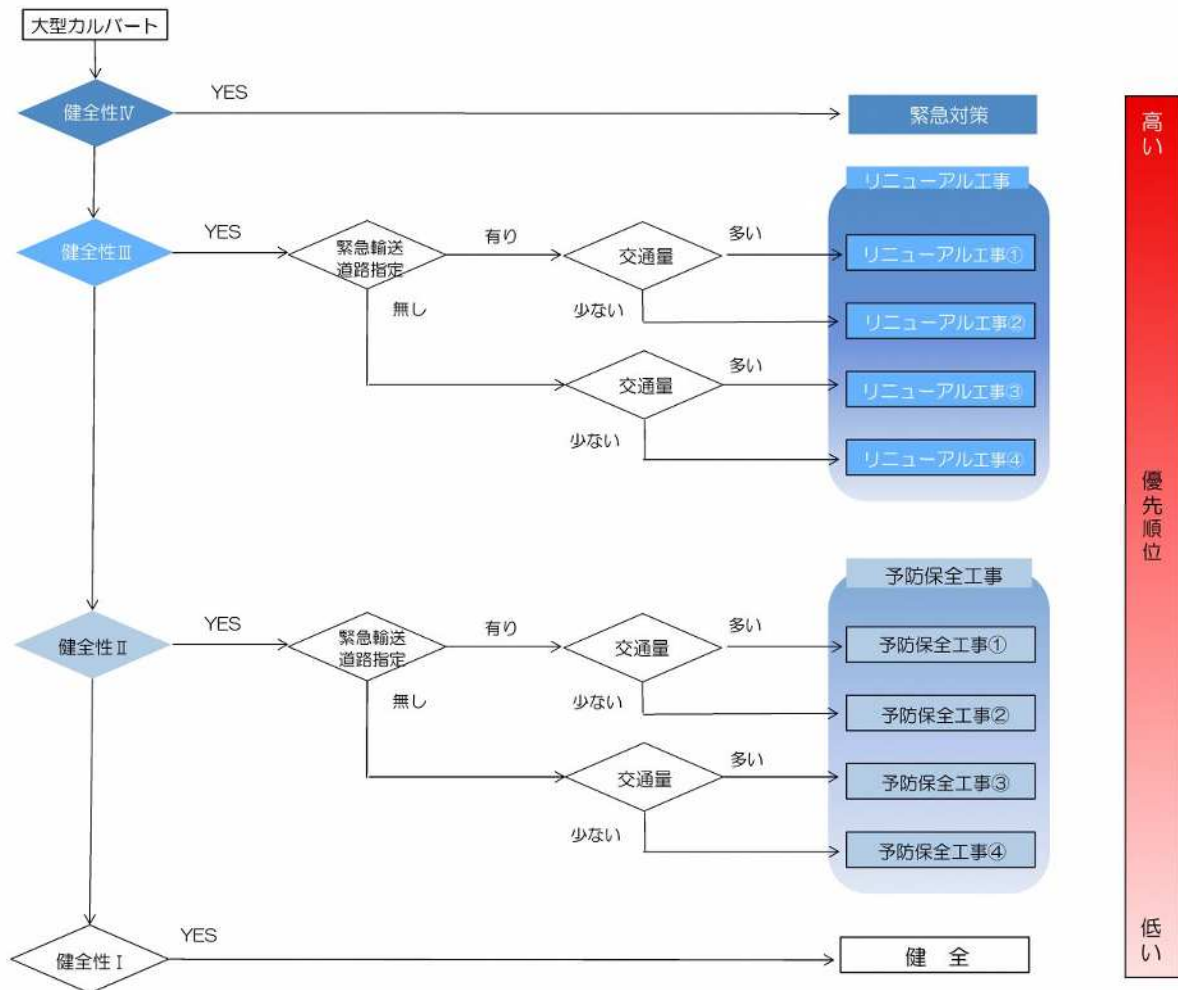 大型カルバート
健全性Ⅳ
YES
緊急対策
高い
リニューアル工事
健全性Ⅲ
YES
緊急輸送
道路指定
有り
交通量
多い
リニューアル工事①
無し
少ない
リニューアル工事②
交通量
多い
リニューアル工事③
少ない
リニューアル工事④
優先順位
予防保全工事
健全性Ⅱ
YES
緊急輸送
道路指定
有り
交通量
多い
予防保全工事①
無し
少ない
予防保全工事②
交通量
多い
予防保全工事③
少ない
予防保全工事④
健全性Ⅰ
YES
健 全
低い